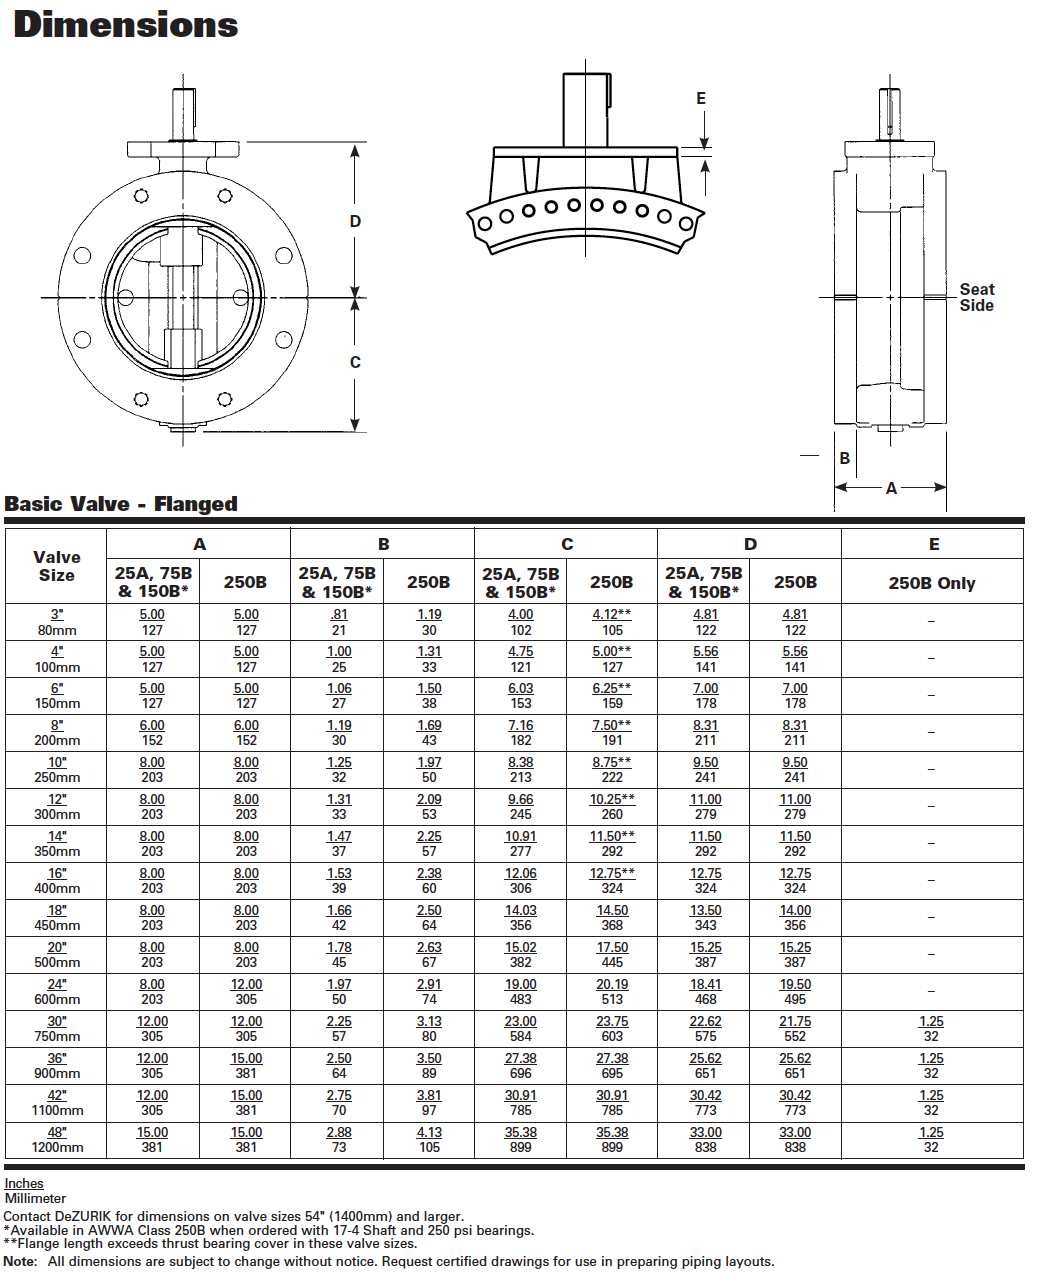 Dimensions
E
D
C
Seat
Side
B
A
Basic Valve - Flanged
Valve Size A B C D E
25A, 75B & 150B* 250B 25A, 75B & 150B* 250B 25A, 75B & 150B* 250B 25A, 75B & 150B* 250B 250B Only
3" 5.00 5.00 .81 1.19 4.00 4.12** 4.81 4.81 –
80mm 127 127 21 30 102 105 122 122
4" 5.00 5.00 1.00 1.31 4.75 5.00** 5.56 5.56 –
100mm 127 127 25 33 121 127 141 141
6" 5.00 5.00 1.06 1.50 6.03 6.25** 7.00 7.00 –
150mm 127 127 27 38 153 159 178 178
8" 6.00 6.00 1.19 1.69 7.16 7.50** 8.31 8.31 –
200mm 152 152 30 43 182 191 211 211
10" 8.00 8.00 1.25 1.97 8.38 8.75** 9.50 9.50 –
250mm 203 203 32 50 213 222 241 241
12" 8.00 8.00 1.31 2.09 9.66 10.25** 11.00 11.00 –
300mm 203 203 33 53 245 260 279 279
14" 8.00 8.00 1.47 2.25 10.91 11.50** 11.50 11.50 –
350mm 203 203 37 57 277 292 292 292
16" 8.00 8.00 1.53 2.38 12.06 12.75** 12.75 12.75 –
400mm 203 203 39 60 306 324 324 324
18" 8.00 8.00 1.66 2.50 14.03 14.50 13.50 14.00 –
450mm 203 203 42 64 356 368 343 356
20" 8.00 8.00 1.78 2.63 15.02 17.50 15.25 15.25 –
500mm 203 203 45 67 382 445 387 387
24" 8.00 12.00 1.97 2.91 19.00 20.19 18.41 19.50 –
600mm 203 305 50 74 483 513 468 495
30" 12.00 12.00 2.25 3.13 23.00 23.75 22.62 21.75 1.25
750mm 305 305 57 80 584 603 575 552 32
36" 12.00 15.00 2.50 3.50 27.38 27.38 25.62 25.62 1.25
900mm 305 381 64 89 696 695 651 651 32
42" 12.00 15.00 2.75 3.81 30.91 30.91 30.42 30.42 1.25
1100mm 305 381 70 97 785 785 773 773 32
48" 15.00 15.00 2.88 4.13 35.38 35.38 33.00 33.00 1.25
1200mm 381 381 73 105 899 899 838 838 32
Inches
Millimeter
Contact DeZURIK for dimensions on valve sizes 54" (1400mm) and larger.
*Available in AWWA Class 250B when ordered with 17-4 Shaft and 250 psi bearings.
**Flange length exceeds thrust bearing cover in these valve sizes.
Note: All dimensions are subject to change without notice. Request certified drawings for use in preparing piping layouts.